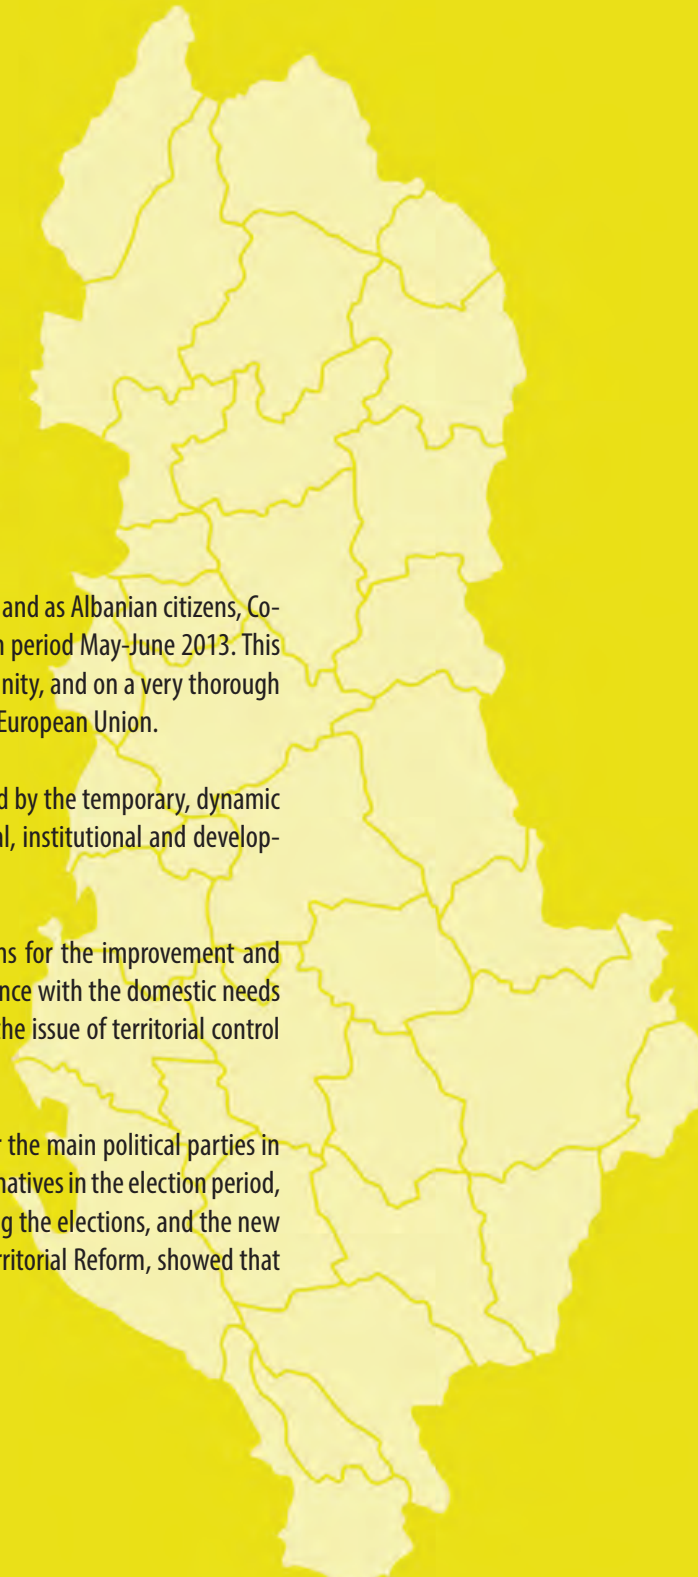 and as Albanian citizens, Co-
n period May-June 2013. This
nity, and on a very thorough
European Union.
d by the temporary, dynamic
al, institutional and develop-
ns for the improvement and
nce with the domestic needs
the issue of territorial control
r the main political parties in
natives in the election period,
ng the elections, and the new
rritorial Reform, showed that